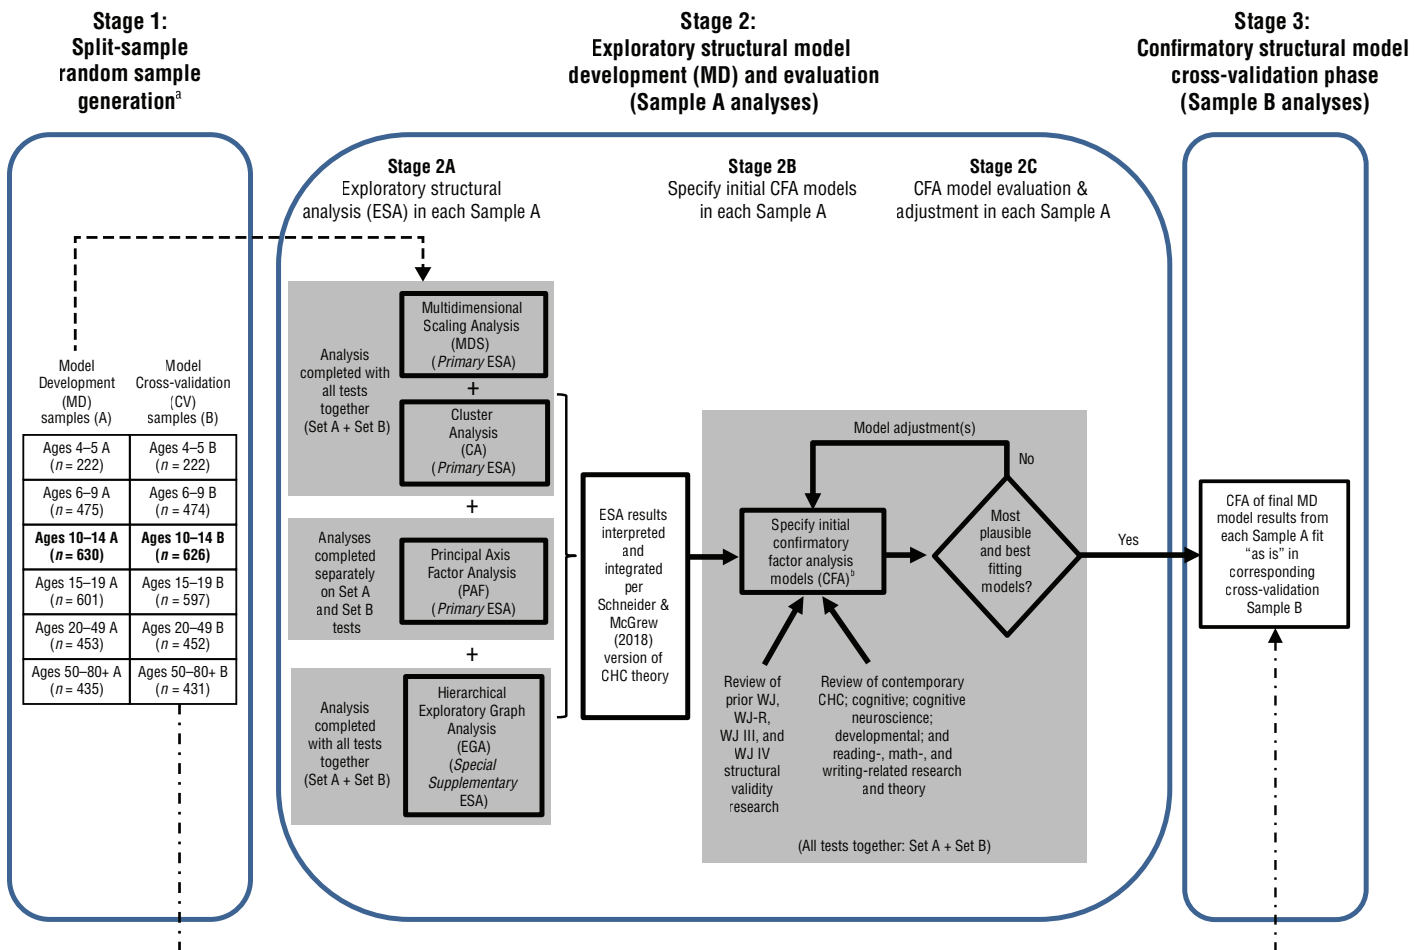 Stage 1:
Split-sample
random sample
generationᵃ
Stage 2:
Exploratory structural model
development (MD) and evaluation
(Sample A analyses)
Stage 3:
Confirmatory structural model
cross-validation phase
(Sample B analyses)
Stage 2A
Exploratory structural
analysis (ESA) in each Sample A
Stage 2B
Specify initial CFA models
in each Sample A
Stage 2C
CFA model evaluation &
adjustment in each Sample A
Model
Development
(MD)
samples (A)
Model
Cross-validation
(CV)
samples (B)
Ages 4–5 A
(n = 222)
Ages 4–5 B
(n = 222)
Ages 6–9 A
(n = 475)
Ages 6–9 B
(n = 474)
Ages 10–14 A
(n = 630)
Ages 10–14 B
(n = 626)
Ages 15–19 A
(n = 601)
Ages 15–19 B
(n = 597)
Ages 20–49 A
(n = 453)
Ages 20–49 B
(n = 452)
Ages 50–80+ A
(n = 435)
Ages 50–80+ B
(n = 431)
Analysis
completed with
all tests
together
(Set A + Set B)
Multidimensional
Scaling Analysis
(MDS)
(Primary ESA)
+
Cluster
Analysis
(CA)
(Primary ESA)
+
Analyses
completed
separately
on Set A
and Set B
tests
Principal Axis
Factor Analysis
(PAF)
(Primary ESA)
+
Analysis
completed
with all tests
together
(Set A + Set B)
Hierarchical
Exploratory Graph
Analysis
(EGA)
(Special
Supplementary
ESA)
ESA results
interpreted
and
integrated
per
Schneider &
McGrew
(2018)
version of
CHC theory
Model adjustment(s)
No
Specify initial
confirmatory
factor analysis
models (CFA)ᵇ
Most
plausible
and best
fitting
models?
Yes
Review of
prior WJ,
WJ-R,
WJ III, and
WJ IV
structural
validity
research
Review of contemporary
CHC; cognitive; cognitive
neuroscience;
developmental; and
reading-, math-, and
writing-related research
and theory
(All tests together: Set A + Set B)
CFA of final MD
model results from
each Sample A fit
“as is” in
corresponding
cross-validation
Sample B